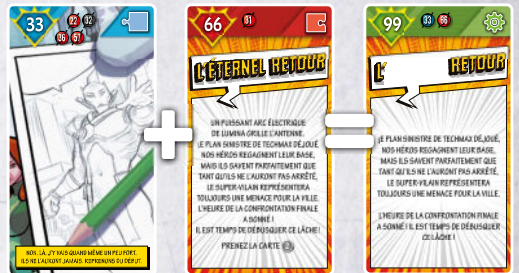 33
22 32
26 57
NON, LÀ, J'Y VAIS QUAND MÊME UN PEU FORT.
ILS NE L'AURONT JAMAIS. REPRENONS DU DÉBUT.
+
66
31
L'ÉTERNEL RETOUR
UN PUISSANT ARC ÉLECTRIQUE
DE LUMINA GRILLE L'ANTENNE.
LE PLAN SINISTRE DE TECHMAX DÉJOUÉ,
NOS HÉROS REGAGNENT LEUR BASE,
MAIS ILS SAVENT PARFAITEMENT QUE
TANT QU'ILS NE L'AURONT PAS ARRÊTÉ,
LE SUPER-VILAIN REPRÉSENTERA
TOUJOURS UNE MENACE POUR LA VILLE.
L'HEURE DE LA CONFRONTATION FINALE
A SONNÉ !
IL EST TEMPS DE DÉBUSQUER CE LÂCHE !
PRENEZ LA CARTE
=
99
33 66
L' RETOUR
LE PLAN SINISTRE DE TECHMAX DÉJOUÉ,
NOS HÉROS REGAGNENT LEUR BASE,
MAIS ILS SAVENT PARFAITEMENT QUE
TANT QU'ILS NE L'AURONT PAS ARRÊTÉ,
LE SUPER-VILAIN REPRÉSENTERA
TOUJOURS UNE MENACE POUR LA VILLE.
L'HEURE DE LA CONFRONTATION FINALE
A SONNÉ ! IL EST TEMPS DE DÉBUSQUER
CE LÂCHE !